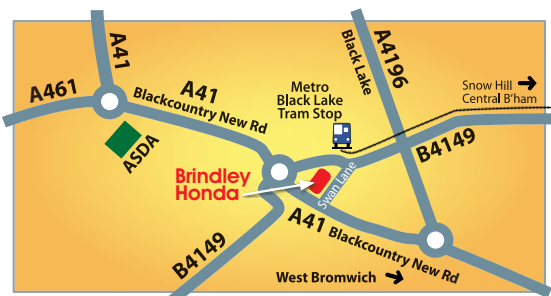 A41
A461
A41
Blackcountry New Rd
ASDA
Metro
Black Lake
Tram Stop
Black Lake
A4196
Snow Hill
Central B'ham
B4149
Brindley
Honda
Swan Lane
A41 Blackcountry New Rd
B4149
West Bromwich